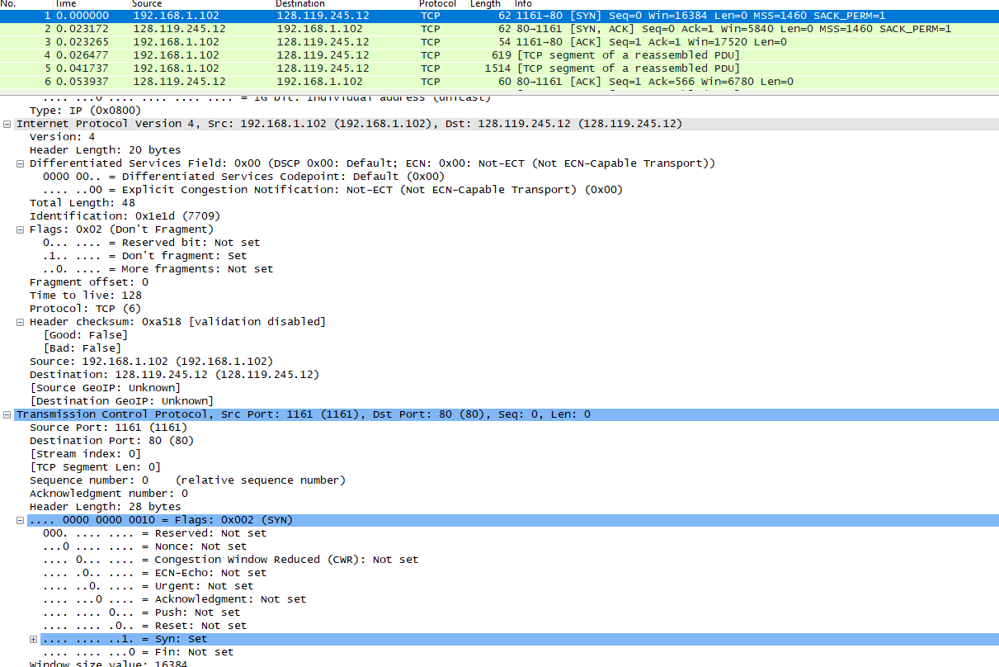 No. Time Source Destination Protocol Length Info
1 0.000000 192.168.1.102 128.119.245.12 TCP 62 1161→80 [SYN] Seq=0 Win=16384 Len=0 MSS=1460 SACK_PERM=1
2 0.023172 128.119.245.12 192.168.1.102 TCP 62 80→1161 [SYN, ACK] Seq=0 Ack=1 Win=5840 Len=0 MSS=1460 SACK_PERM=1
3 0.023265 192.168.1.102 128.119.245.12 TCP 54 1161→80 [ACK] Seq=1 Ack=1 Win=17520 Len=0
4 0.026477 192.168.1.102 128.119.245.12 TCP 619 [TCP segment of a reassembled PDU]
5 0.041737 192.168.1.102 128.119.245.12 TCP 1514 [TCP segment of a reassembled PDU]
6 0.053937 128.119.245.12 192.168.1.102 TCP 60 80→1161 [ACK] Seq=1 Ack=566 Win=6780 Len=0
.... ...0 .... .... .... .... = IG bit: Individual address (unicast)
Type: IP (0x0800)
Internet Protocol Version 4, Src: 192.168.1.102 (192.168.1.102), Dst: 128.119.245.12 (128.119.245.12)
Version: 4
Header Length: 20 bytes
Differentiated Services Field: 0x00 (DSCP 0x00: Default; ECN: 0x00: Not-ECT (Not ECN-Capable Transport))
0000 00.. = Differentiated Services Codepoint: Default (0x00)
.... ..00 = Explicit Congestion Notification: Not-ECT (Not ECN-Capable Transport) (0x00)
Total Length: 48
Identification: 0x1e1d (7709)
Flags: 0x02 (Don't Fragment)
0... .... = Reserved bit: Not set
.1.. .... = Don't fragment: Set
..0. .... = More fragments: Not set
Fragment offset: 0
Time to live: 128
Protocol: TCP (6)
Header checksum: 0xa518 [validation disabled]
[Good: False]
[Bad: False]
Source: 192.168.1.102 (192.168.1.102)
Destination: 128.119.245.12 (128.119.245.12)
[Source GeoIP: Unknown]
[Destination GeoIP: Unknown]
Transmission Control Protocol, Src Port: 1161 (1161), Dst Port: 80 (80), Seq: 0, Len: 0
Source Port: 1161 (1161)
Destination Port: 80 (80)
[Stream index: 0]
[TCP Segment Len: 0]
Sequence number: 0 (relative sequence number)
Acknowledgment number: 0
Header Length: 28 bytes
.... 0000 0000 0010 = Flags: 0x002 (SYN)
000. .... .... = Reserved: Not set
...0 .... .... = Nonce: Not set
.... 0... .... = Congestion Window Reduced (CWR): Not set
.... .0.. .... = ECN-Echo: Not set
.... ..0. .... = Urgent: Not set
.... ...0 .... = Acknowledgment: Not set
.... .... 0... = Push: Not set
.... .... .0.. = Reset: Not set
.... .... ..1. = Syn: Set
.... .... ...0 = Fin: Not set
Window size value: 16384